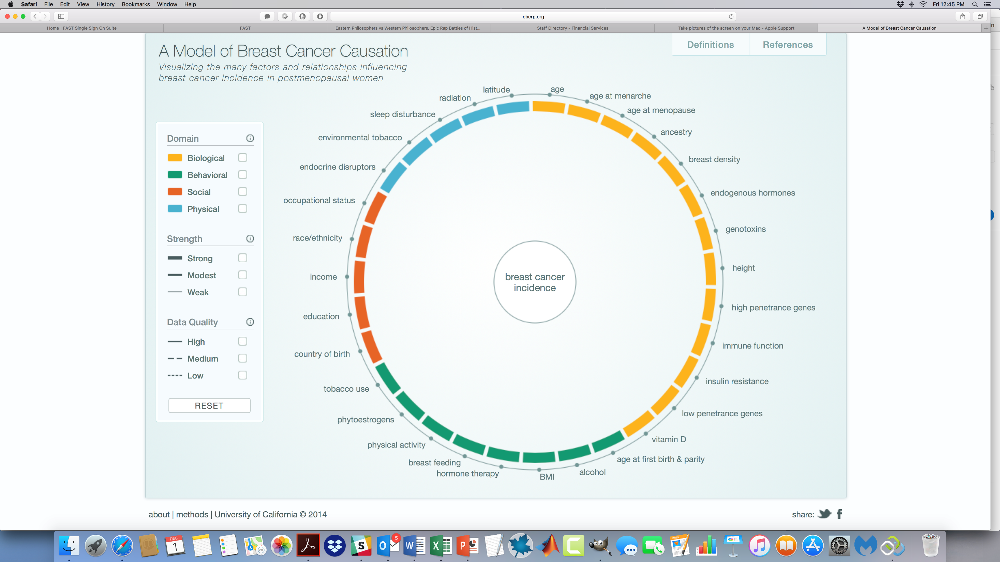 Safari File Edit View History Bookmarks Window Help
Fri 12:45 PM
cbcrp.org
Home | FAST Single Sign On Suite
FAST
Eastern Philosophers vs Western Philosophers. Epic Rap Battles of Hist...
Staff Directory - Financial Services
Take pictures of the screen on your Mac - Apple Support
A Model of Breast Cancer Causation
A Model of Breast Cancer Causation
Visualizing the many factors and relationships influencing
breast cancer incidence in postmenopausal women
Definitions
References
Domain
Biological
Behavioral
Social
Physical
Strength
Strong
Modest
Weak
Data Quality
High
Medium
Low
RESET
age
age at menarche
age at menopause
ancestry
breast density
endogenous hormones
genotoxins
height
high penetrance genes
immune function
insulin resistance
low penetrance genes
vitamin D
age at first birth & parity
alcohol
BMI
hormone therapy
breast feeding
physical activity
phytoestrogens
tobacco use
country of birth
education
income
race/ethnicity
occupational status
endocrine disruptors
environmental tobacco
sleep disturbance
radiation
latitude
breast cancer
incidence
about | methods | University of California © 2014
share:
DEC
1
3D
S
O
5
W
X
P
C
PAGES